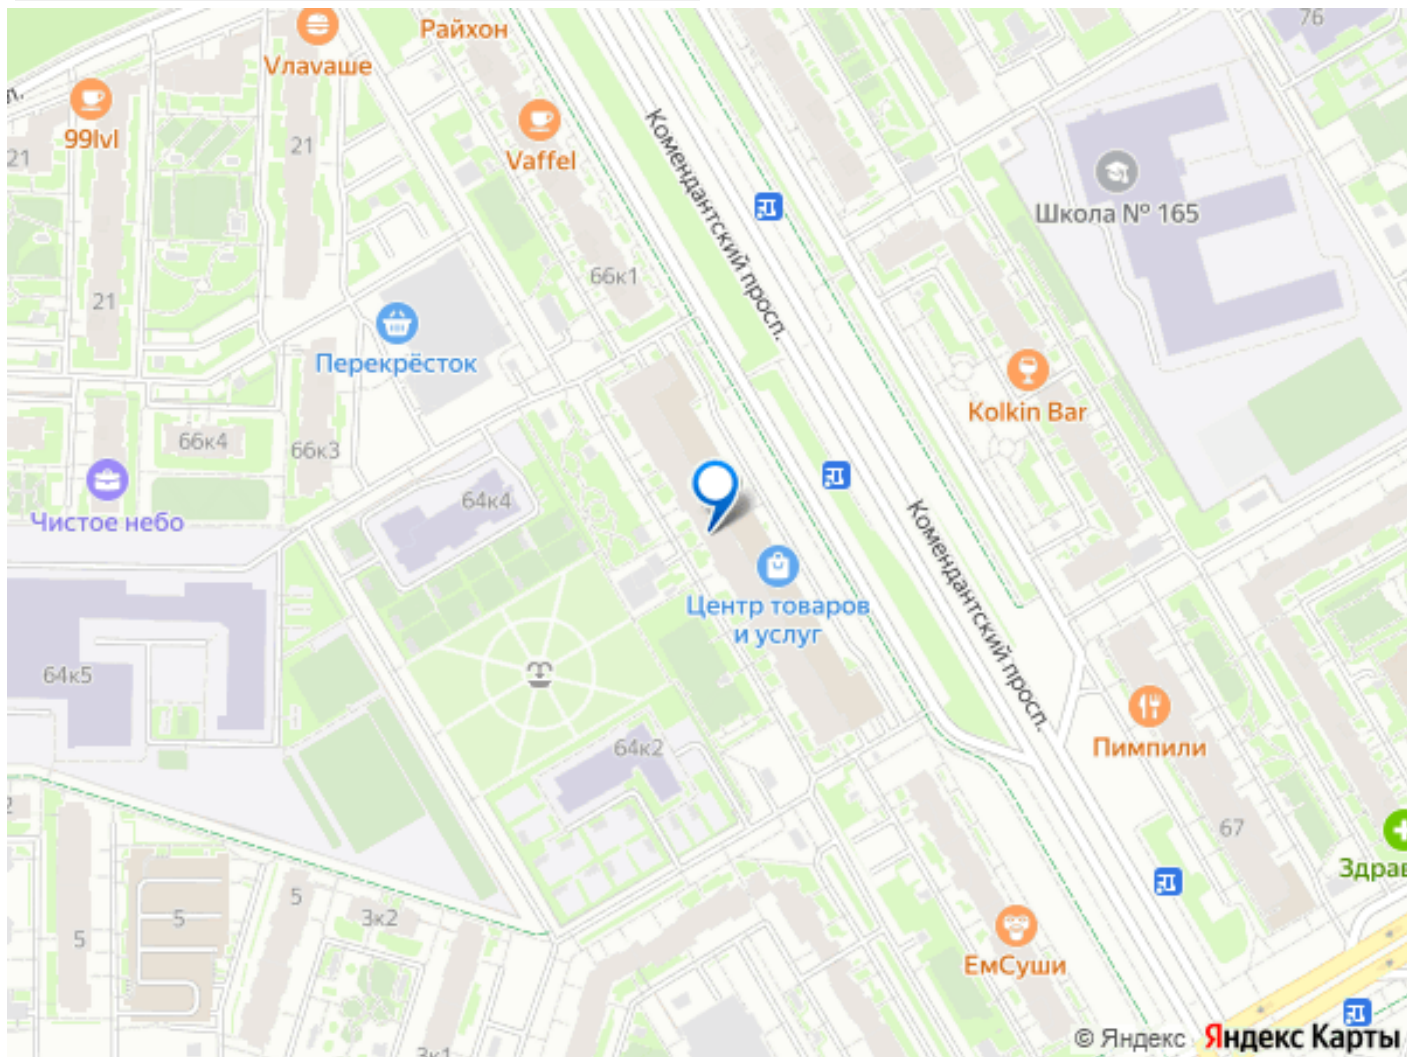 76
Райхон
Vлаvаше
п.
99lvl
21
21
Vaffel
Комендантский просп.
Школа № 165
66к1
21
Перекрёсток
Kolkin Bar
66к4
66к3
64к4
Чистое небо
Комендантский просп.
Центр товаров
и услуг
64к5
64к2
Пимпили
67
Здрав
5
5
5
3к2
ЕмСуши
3к1
© Яндекс Яндекс Карты